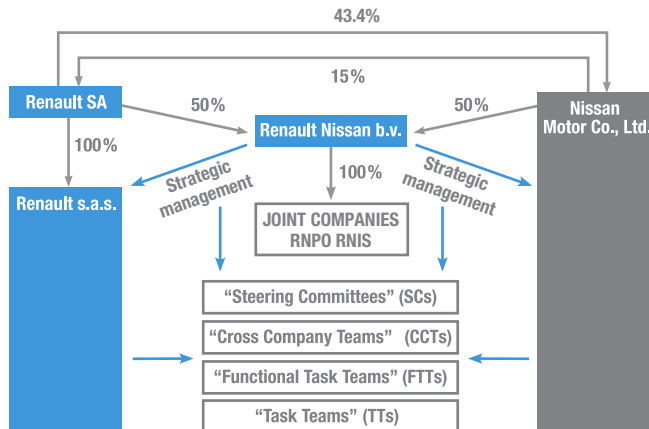 43.4%
15%
Renault SA
50%
50%
Nissan
Motor Co., Ltd.
Renault Nissan b.v.
100%
100%
Strategic
management
Strategic
management
Renault s.a.s.
JOINT COMPANIES
RNPO RNIS
“Steering Committees” (SCs)
“Cross Company Teams” (CCTs)
“Functional Task Teams” (FTTs)
“Task Teams” (TTs)